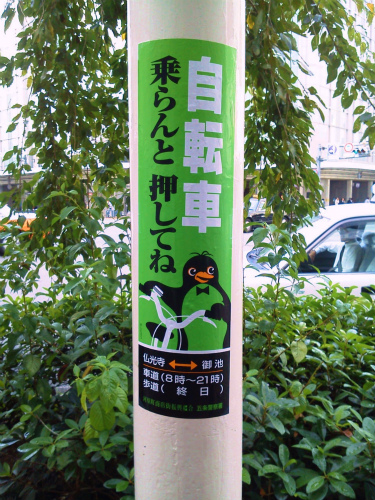 自転車
乗らんと押してね
仏光寺 ↔ 御池
車道(8時〜21時)
歩道(終日)